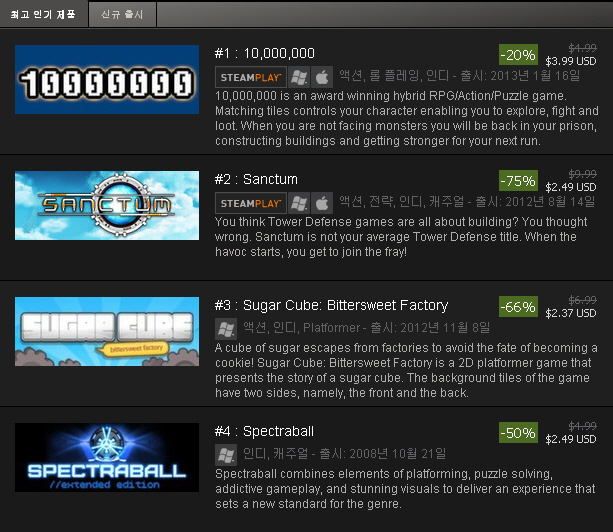 최고 인기 제품 신규 출시
10000000
#1 : 10,000,000
-20%
$4.99
$3.99 USD
STEAMPLAY
액션, 롤 플레잉, 인디 - 출시: 2013년 1월 16일
10,000,000 is an award winning hybrid RPG/Action/Puzzle game.
Matching tiles controls your character enabling you to explore, fight and
loot. When you are not facing monsters you will be back in your prison,
constructing buildings and getting stronger for your next run.
SANCTUM
#2 : Sanctum
-75%
$9.99
$2.49 USD
STEAMPLAY
액션, 전략, 인디, 캐주얼 - 출시: 2012년 8월 14일
You think Tower Defense games are all about building? You thought
wrong. Sanctum is not your average Tower Defense title. When the
havoc starts, you get to join the fray!
SUGAR CUBE
bittersweet factory
#3 : Sugar Cube: Bittersweet Factory
-66%
$6.99
$2.37 USD
액션, 인디, Platformer - 출시: 2012년 11월 8일
A cube of sugar escapes from factories to avoid the fate of becoming a
cookie! Sugar Cube: Bittersweet Factory is a 2D platformer game that
presents the story of a sugar cube. The background tiles of the game
have two sides, namely, the front and the back.
SPECTRABALL
//extended edition
#4 : Spectraball
-50%
$4.99
$2.49 USD
인디, 캐주얼 - 출시: 2008년 10월 21일
Spectraball combines elements of platforming, puzzle solving,
addictive gameplay, and stunning visuals to deliver an experience that
sets a new standard for the genre.